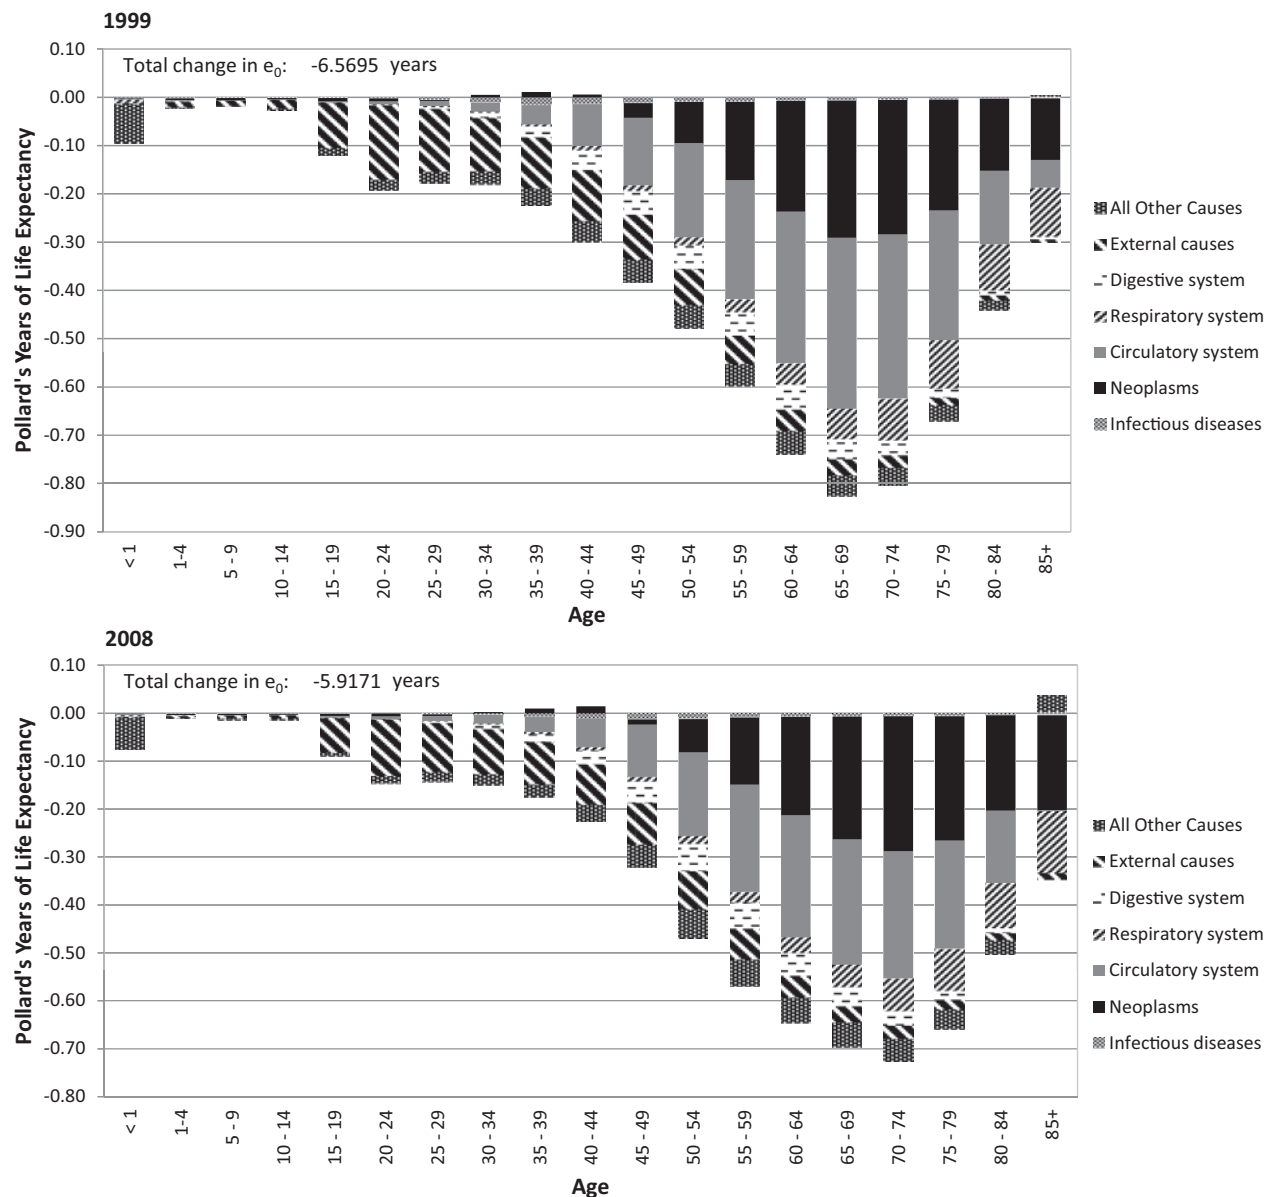 1999
Total change in e0: -6.5695 years
Pollard's Years of Life Expectancy
0.10
0.00
-0.10
-0.20
-0.30
-0.40
-0.50
-0.60
-0.70
-0.80
-0.90
< 1
1-4
5 - 9
10 - 14
15 - 19
20 - 24
25 - 29
30 - 34
35 - 39
40 - 44
45 - 49
50 - 54
55 - 59
60 - 64
65 - 69
70 - 74
75 - 79
80 - 84
85+
Age
All Other Causes
External causes
Digestive system
Respiratory system
Circulatory system
Neoplasms
Infectious diseases
2008
Total change in e0: -5.9171 years
Pollard's Years of Life Expectancy
0.10
0.00
-0.10
-0.20
-0.30
-0.40
-0.50
-0.60
-0.70
-0.80
< 1
1-4
5 - 9
10 - 14
15 - 19
20 - 24
25 - 29
30 - 34
35 - 39
40 - 44
45 - 49
50 - 54
55 - 59
60 - 64
65 - 69
70 - 74
75 - 79
80 - 84
85+
Age
All Other Causes
External causes
Digestive system
Respiratory system
Circulatory system
Neoplasms
Infectious diseases